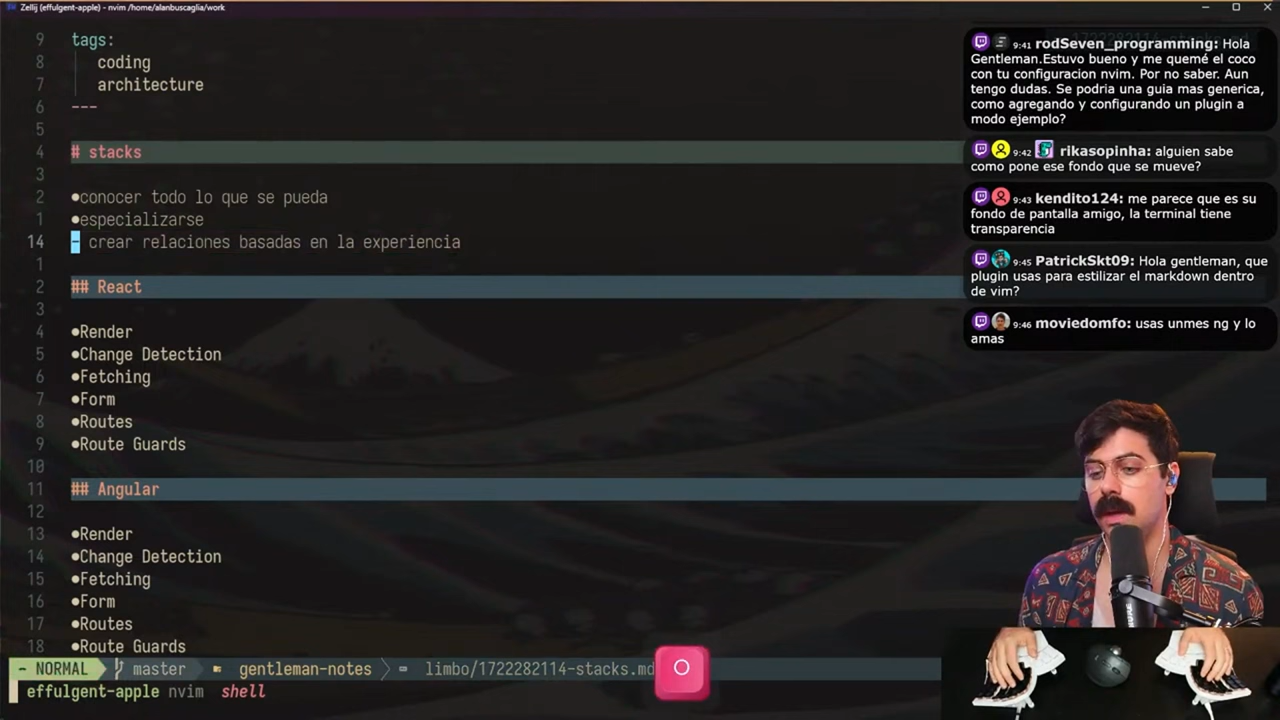 Zellij (effulgent-apple) - nvim /home/alanbuscaglia/work
9 tags:
8 coding
7 architecture
6 ---
5
4 # stacks
3
2 ●conocer todo lo que se pueda
1 ●especializarse
14 - crear relaciones basadas en la experiencia
1
2 ## React
3
4 ●Render
5 ●Change Detection
6 ●Fetching
7 ●Form
8 ●Routes
9 ●Route Guards
10
11 ## Angular
12
13 ●Render
14 ●Change Detection
15 ●Fetching
16 ●Form
17 ●Routes
18 ●Route Guards
- NORMAL master gentleman-notes limbo/1722282114-stacks.md
effulgent-apple nvim shell
9:41 rodSeven_programming: Hola
Gentleman.Estuvo bueno y me quemé el coco
con tu configuracion nvim. Por no saber. Aun
tengo dudas. Se podria una guia mas generica,
como agregando y configurando un plugin a
modo ejemplo?
9:42 rikasopinha: alguien sabe
como pone ese fondo que se mueve?
9:43 kendito124: me parece que es su
fondo de pantalla amigo, la terminal tiene
transparencia
9:45 PatrickSkt09: Hola gentleman, que
plugin usas para estilizar el markdown dentro
de vim?
9:46 moviedomfo: usas unmes ng y lo
amas